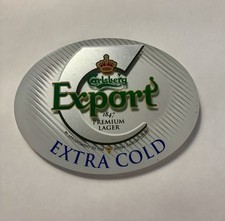 Carlsberg
Export
1847
PREMIUM
LAGER
EXTRA COLD